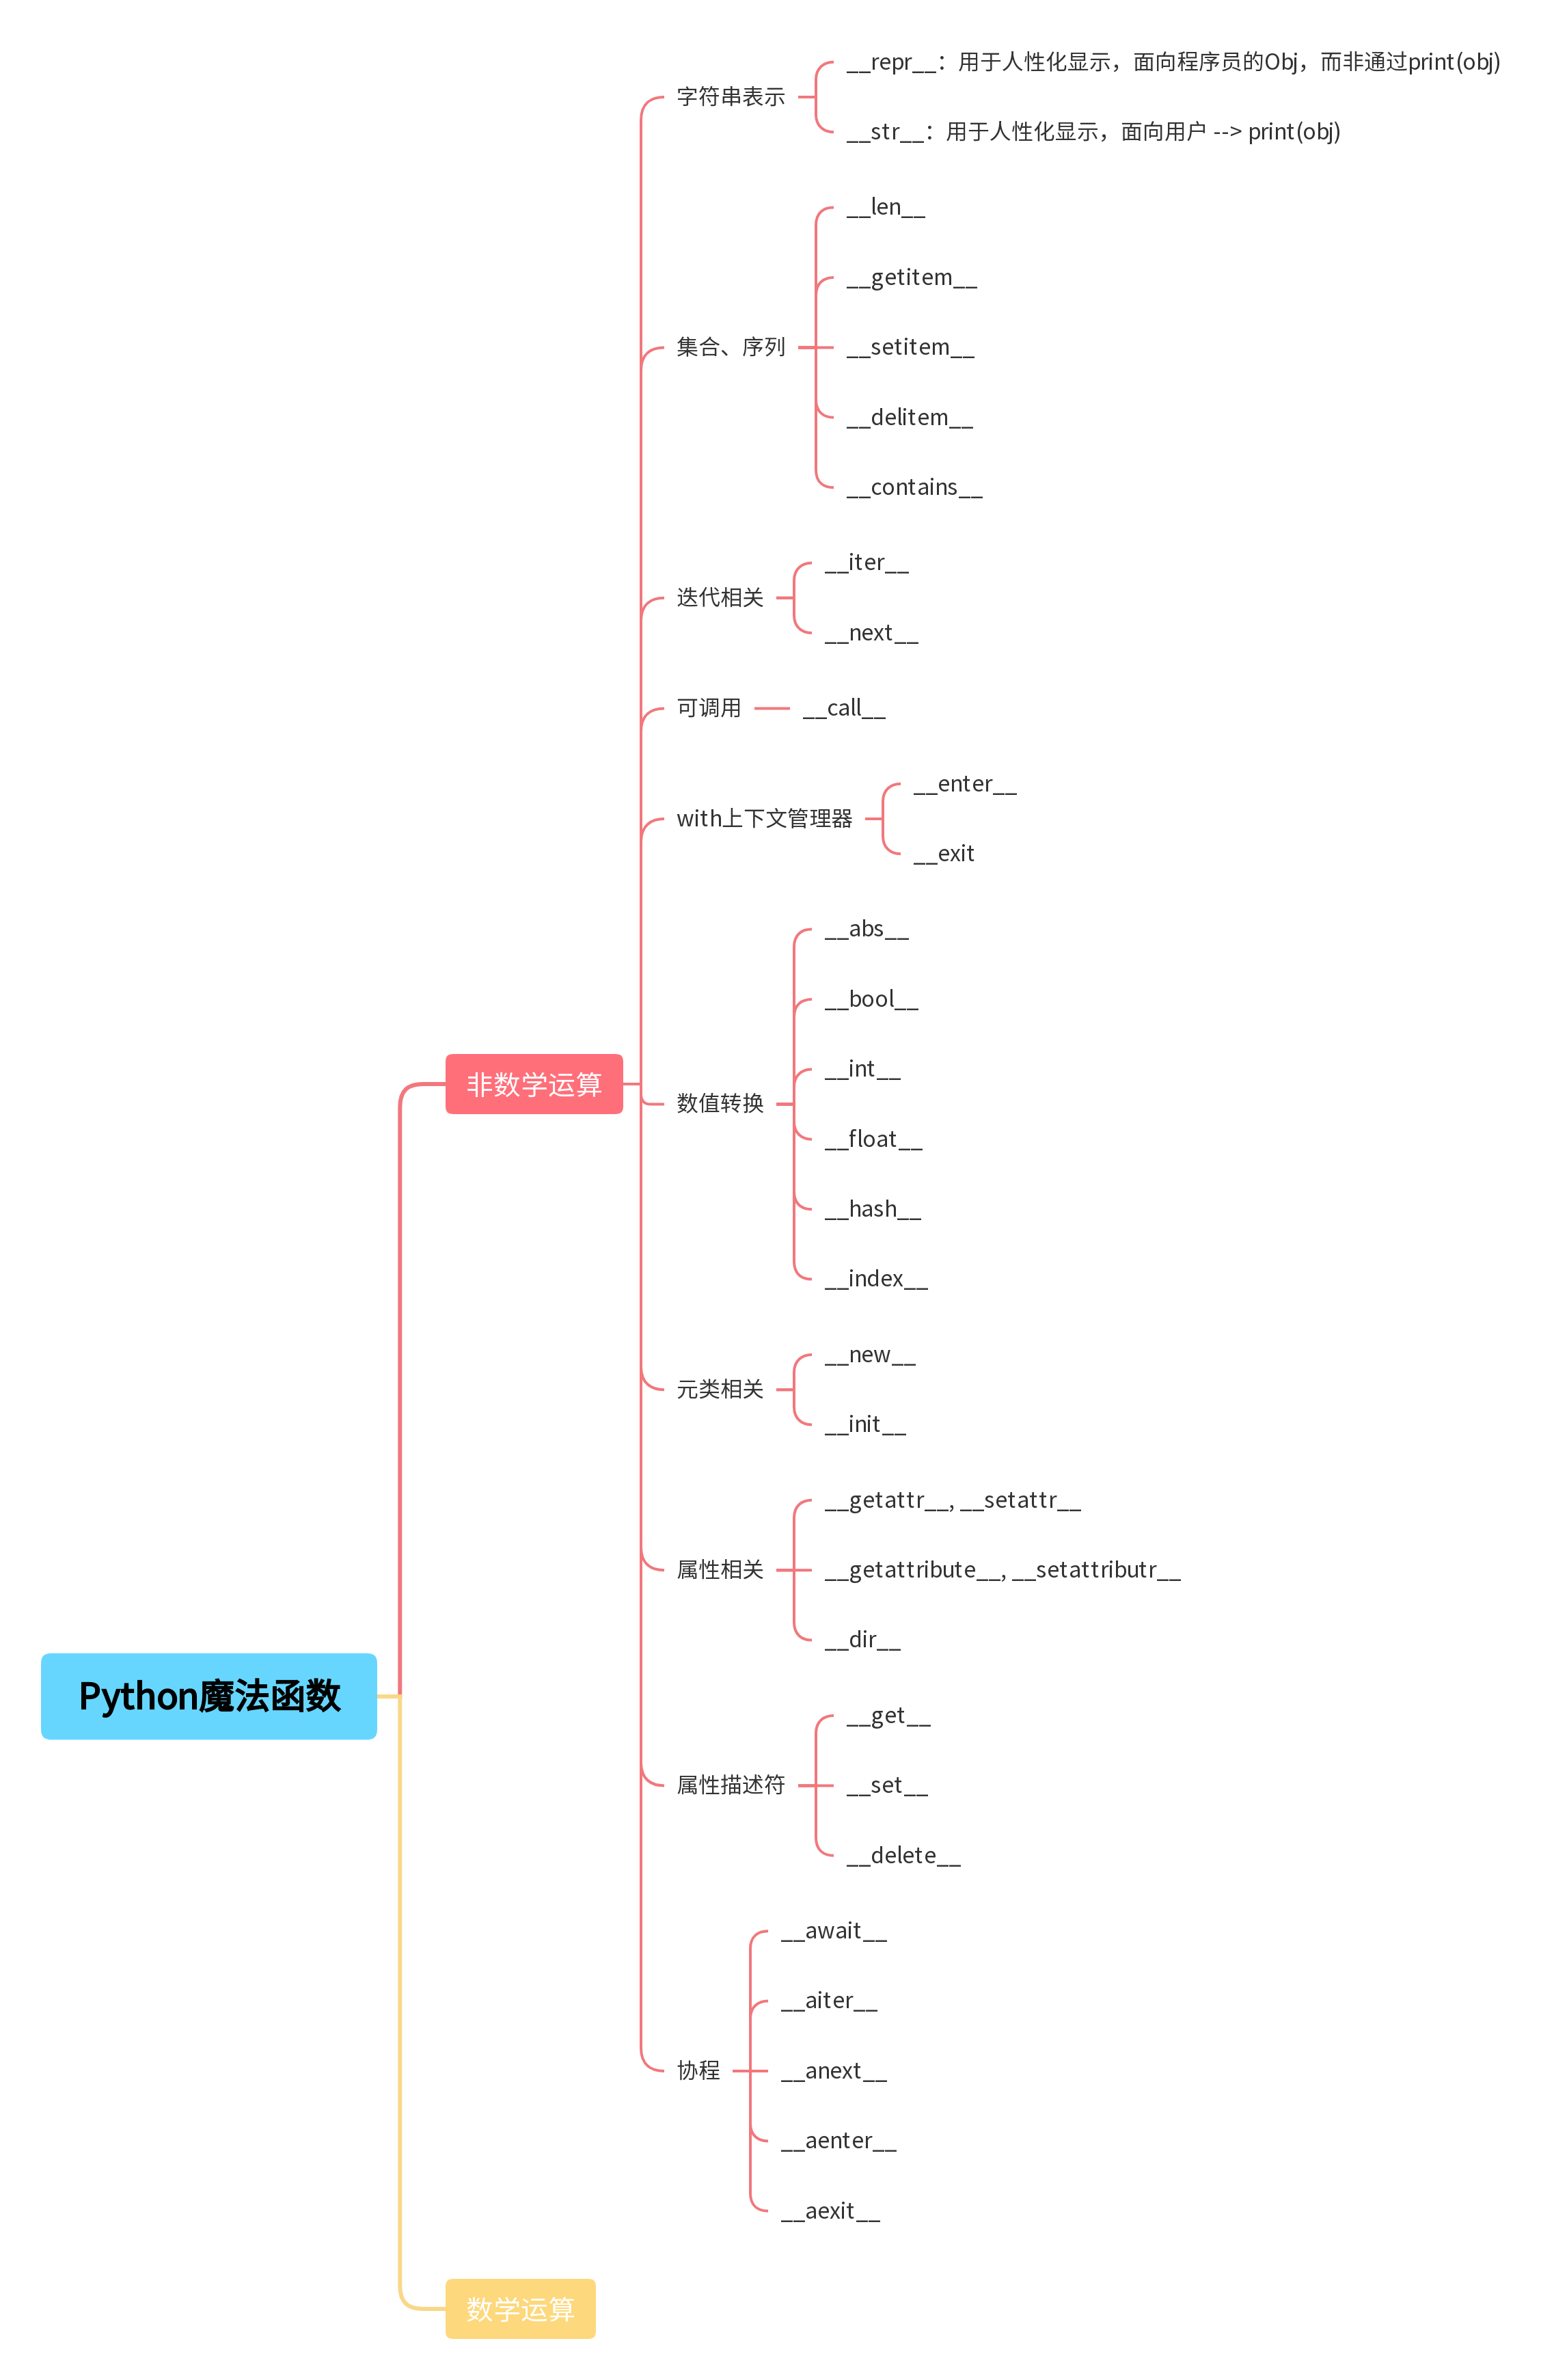 __repr__：用于人性化显示，面向程序员的Obj，而非通过print(obj)
字符串表示
__str__：用于人性化显示，面向用户 --> print(obj)
__len__
__getitem__
集合、序列
__setitem__
__delitem__
__contains__
__iter__
迭代相关
__next__
可调用
__call__
__enter__
with上下文管理器
__exit
__abs__
__bool__
__int__
非数学运算
数值转换
__float__
__hash__
__index__
__new__
元类相关
__init__
__getattr__, __setattr__
属性相关
__getattribute__, __setattributr__
__dir__
Python魔法函数
__get__
属性描述符
__set__
__delete__
__await__
__aiter__
协程
__anext__
__aenter__
__aexit__
数学运算